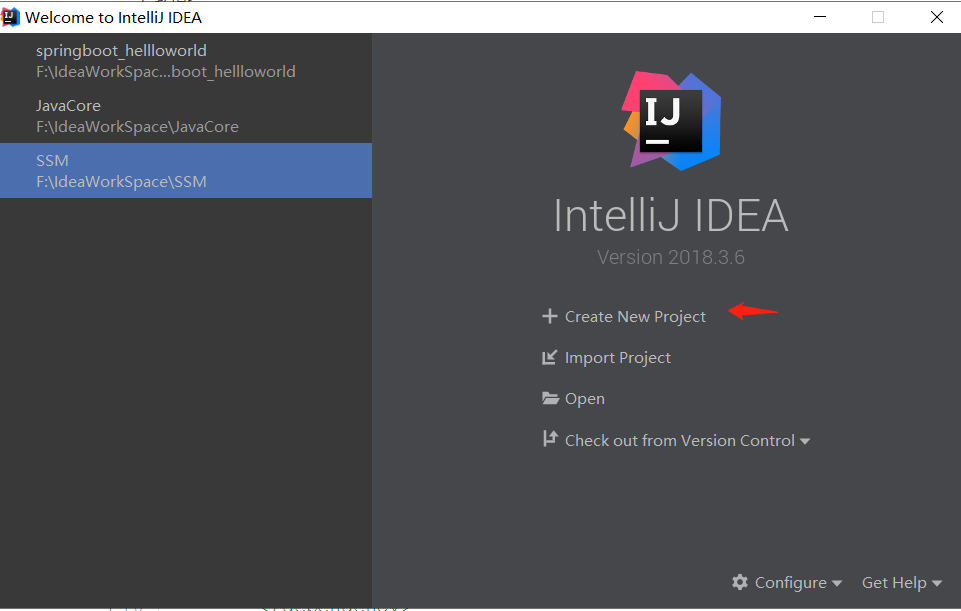 Welcome to IntelliJ IDEA
springboot_hellloworld
F:\IdeaWorkSpac...boot_hellloworld
JavaCore
F:\IdeaWorkSpace\JavaCore
SSM
F:\IdeaWorkSpace\SSM
IJ
IntelliJ IDEA
Version 2018.3.6
Create New Project
Import Project
Open
Check out from Version Control
Configure
Get Help